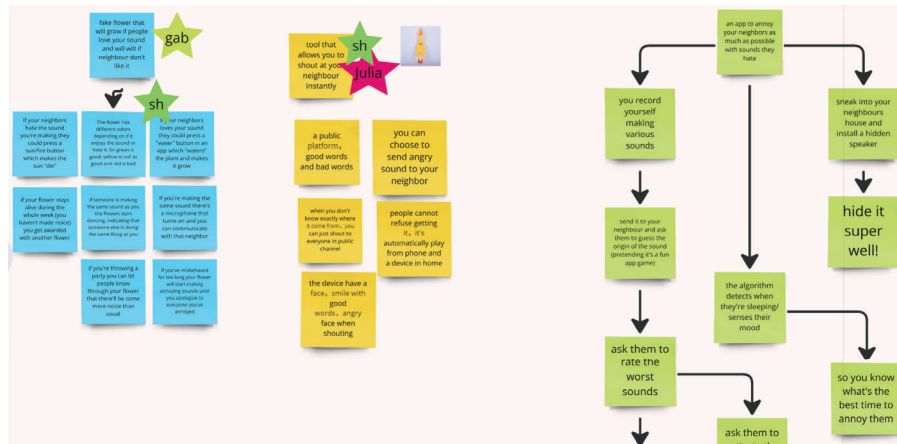 fake flower that
will grow if people
love your sound
and will wilt if
neighbour don't
like it
gab
sh
If your neighbors
hate the sound
you're making they
could press a
sun/fire button
which makes the
sun "die"
The flower has
different colors
depending on if it
enjoys the sound or
hate it. So green is
good, yellow is not as
good and red is bad
your neighbors
loves your sound
they could press a
"water" button in an
app which "waters"
the plant and makes
it grow
if your flower stays
alive during the
whole week (you
haven't made noice)
you get awarded
with another flower
if someone is making
the same sound as you
the flowers start
dancing, indicating that
someone else is doing
the same thing as you
If you're making the
same sound there's a
microphone that
turns on and you
can communicate
with that neighbor
if you're throwing a
party you can let
people know
through your flower
that there'll be some
more noise than
usual
If you've misbehaved
for too long your flower
will start making
annoying sounds until
you apologize to
everyone you've
annoyed
tool that
allows you to
shout at your
neighbour
instantly
sh
Julia
a public
platform,
good words
and bad words
you can
choose to
send angry
sound to your
neighbor
when you don't
know exactly where
it come from, you
can just shout to
everyone in public
channel
people cannot
refuse getting
it, it's
automatically play
from phone and
a device in home
the device have a
face, smile with
good
words, angry
face when
shouting
an app to annoy
your neighbors as
much as possible
with sounds they
hate
you record
yourself
making
various
sounds
sneak into your
neighbours
house and
install a hidden
speaker
send it to your
neighbour and ask
them to guess the
origin of the sound
(pretending it's a fun
app game)
hide it
super
well!
the algorithm
detects when
they're sleeping/
senses their
mood
ask them to
rate the
worst
sounds
so you know
what's the
best time to
annoy them
ask them to